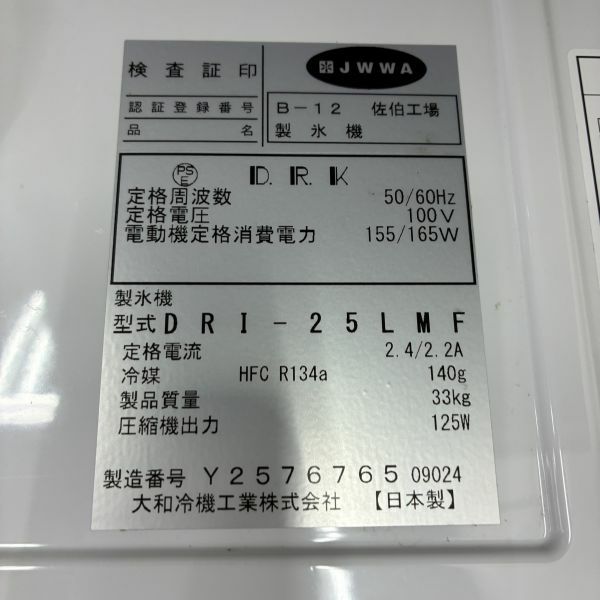 検査証印 JWWA
認証登録番号 B－12 佐伯工場
品名 製氷機
PS E D.R.K
定格周波数 50/60Hz
定格電圧 100V
電動機定格消費電力 155/165W
製氷機
型式 DRI－25LMF
定格電流 2.4/2.2A
冷媒 HFC R134a 140g
製品質量 33kg
圧縮機出力 125W
製造番号 Y2576765 09024
大和冷機工業株式会社 【日本製】